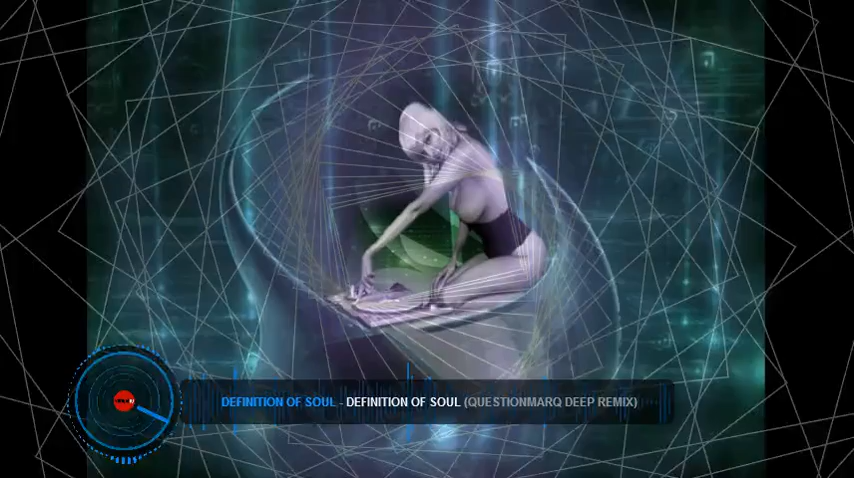 DEFINITION OF SOUL - DEFINITION OF SOUL (QUESTIONMARQ DEEP REMIX)